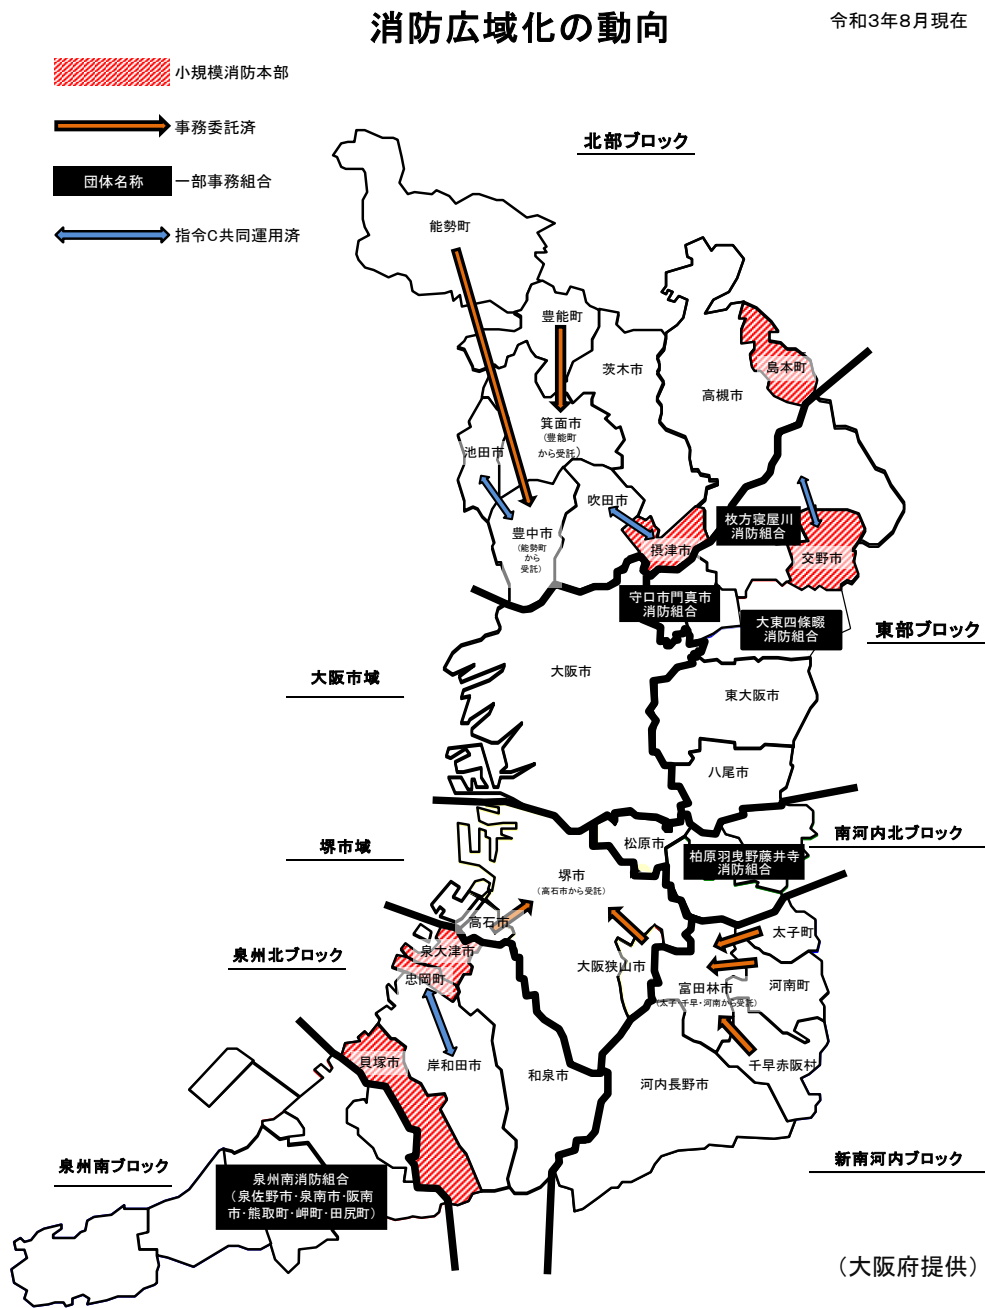 消防広域化の動向
令和3年8月現在
小規模消防本部
事務委託済
団体名称
一部事務組合
指令C共同運用済
北部ブロック
能勢町
豊能町
茨木市
島本町
高槻市
箕面市
(豊能町
から受託)
池田市
吹田市
豊中市
(能勢町
から
受託)
摂津市
枚方寝屋川
消防組合
交野市
守口市門真市
消防組合
大東四條畷
消防組合
東部ブロック
大阪市域
大阪市
東大阪市
八尾市
南河内北ブロック
堺市域
松原市
柏原羽曳野藤井寺
消防組合
堺市
(高石市から受託)
高石市
太子町
泉州北ブロック
泉大津市
忠岡町
大阪狭山市
富田林市
(太子・千早・河南から受託)
河南町
貝塚市
岸和田市
和泉市
河内長野市
千早赤阪村
泉州南ブロック
新南河内ブロック
泉州南消防組合
(泉佐野市・泉南市・阪南
市・熊取町・岬町・田尻町)
(大阪府提供)